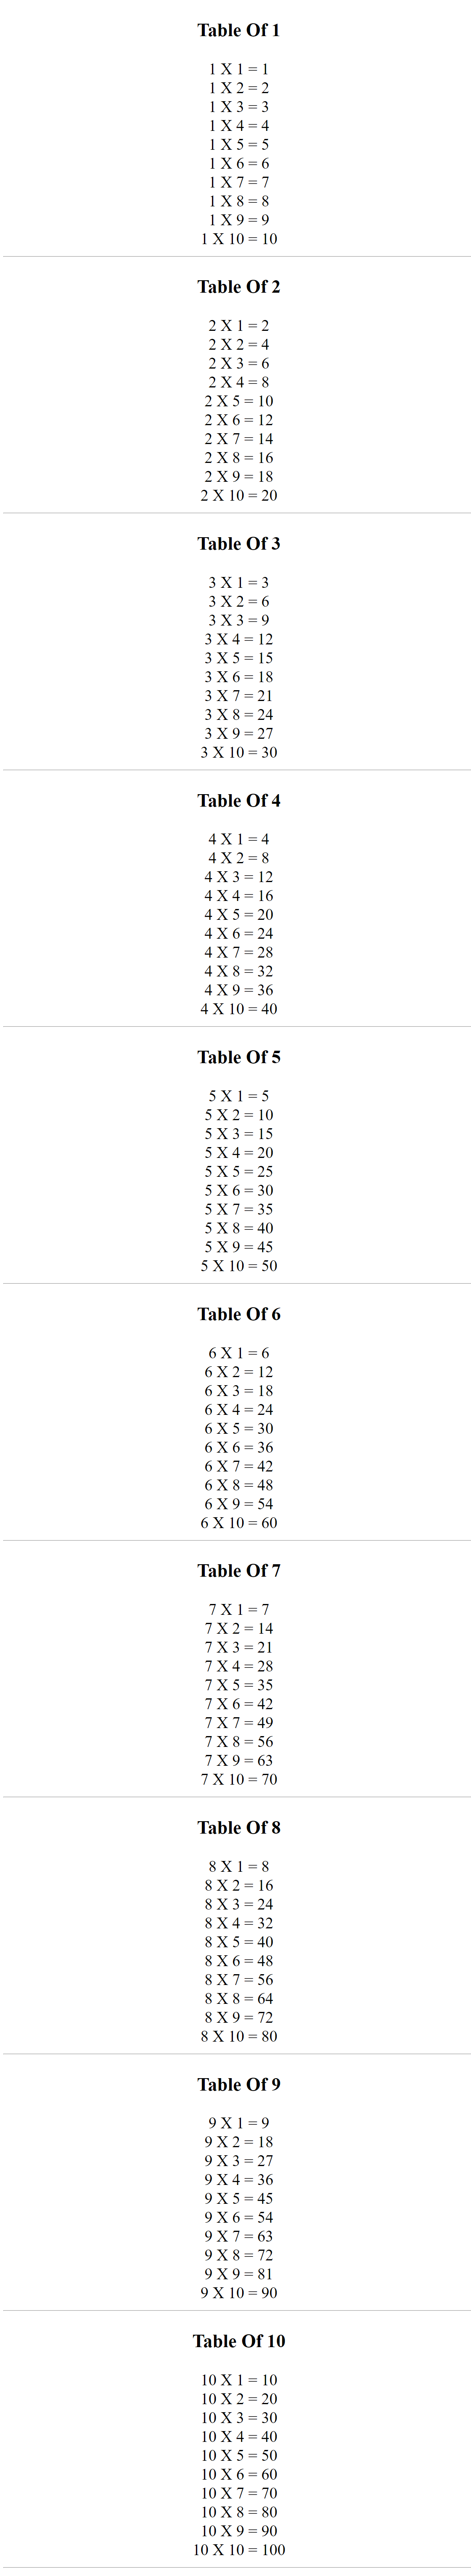 Table Of 1
1 X 1 = 1
1 X 2 = 2
1 X 3 = 3
1 X 4 = 4
1 X 5 = 5
1 X 6 = 6
1 X 7 = 7
1 X 8 = 8
1 X 9 = 9
1 X 10 = 10
Table Of 2
2 X 1 = 2
2 X 2 = 4
2 X 3 = 6
2 X 4 = 8
2 X 5 = 10
2 X 6 = 12
2 X 7 = 14
2 X 8 = 16
2 X 9 = 18
2 X 10 = 20
Table Of 3
3 X 1 = 3
3 X 2 = 6
3 X 3 = 9
3 X 4 = 12
3 X 5 = 15
3 X 6 = 18
3 X 7 = 21
3 X 8 = 24
3 X 9 = 27
3 X 10 = 30
Table Of 4
4 X 1 = 4
4 X 2 = 8
4 X 3 = 12
4 X 4 = 16
4 X 5 = 20
4 X 6 = 24
4 X 7 = 28
4 X 8 = 32
4 X 9 = 36
4 X 10 = 40
Table Of 5
5 X 1 = 5
5 X 2 = 10
5 X 3 = 15
5 X 4 = 20
5 X 5 = 25
5 X 6 = 30
5 X 7 = 35
5 X 8 = 40
5 X 9 = 45
5 X 10 = 50
Table Of 6
6 X 1 = 6
6 X 2 = 12
6 X 3 = 18
6 X 4 = 24
6 X 5 = 30
6 X 6 = 36
6 X 7 = 42
6 X 8 = 48
6 X 9 = 54
6 X 10 = 60
Table Of 7
7 X 1 = 7
7 X 2 = 14
7 X 3 = 21
7 X 4 = 28
7 X 5 = 35
7 X 6 = 42
7 X 7 = 49
7 X 8 = 56
7 X 9 = 63
7 X 10 = 70
Table Of 8
8 X 1 = 8
8 X 2 = 16
8 X 3 = 24
8 X 4 = 32
8 X 5 = 40
8 X 6 = 48
8 X 7 = 56
8 X 8 = 64
8 X 9 = 72
8 X 10 = 80
Table Of 9
9 X 1 = 9
9 X 2 = 18
9 X 3 = 27
9 X 4 = 36
9 X 5 = 45
9 X 6 = 54
9 X 7 = 63
9 X 8 = 72
9 X 9 = 81
9 X 10 = 90
Table Of 10
10 X 1 = 10
10 X 2 = 20
10 X 3 = 30
10 X 4 = 40
10 X 5 = 50
10 X 6 = 60
10 X 7 = 70
10 X 8 = 80
10 X 9 = 90
10 X 10 = 100